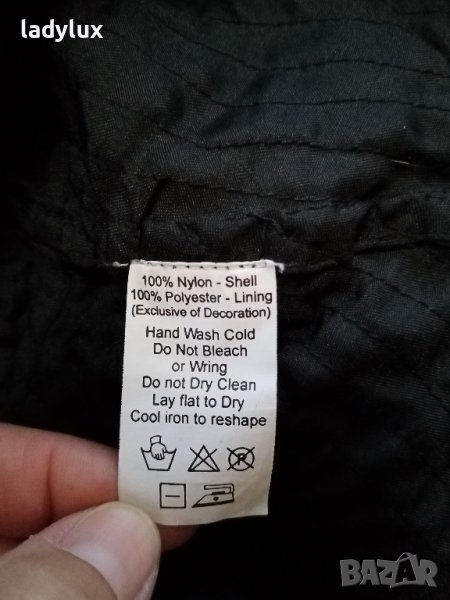 ladylux
100% Nylon - Shell
100% Polyester - Lining
(Exclusive of Decoration)
Hand Wash Cold
Do Not Bleach
or Wring
Do not Dry Clean
Lay flat to Dry
Cool iron to reshape
P
BAZAR